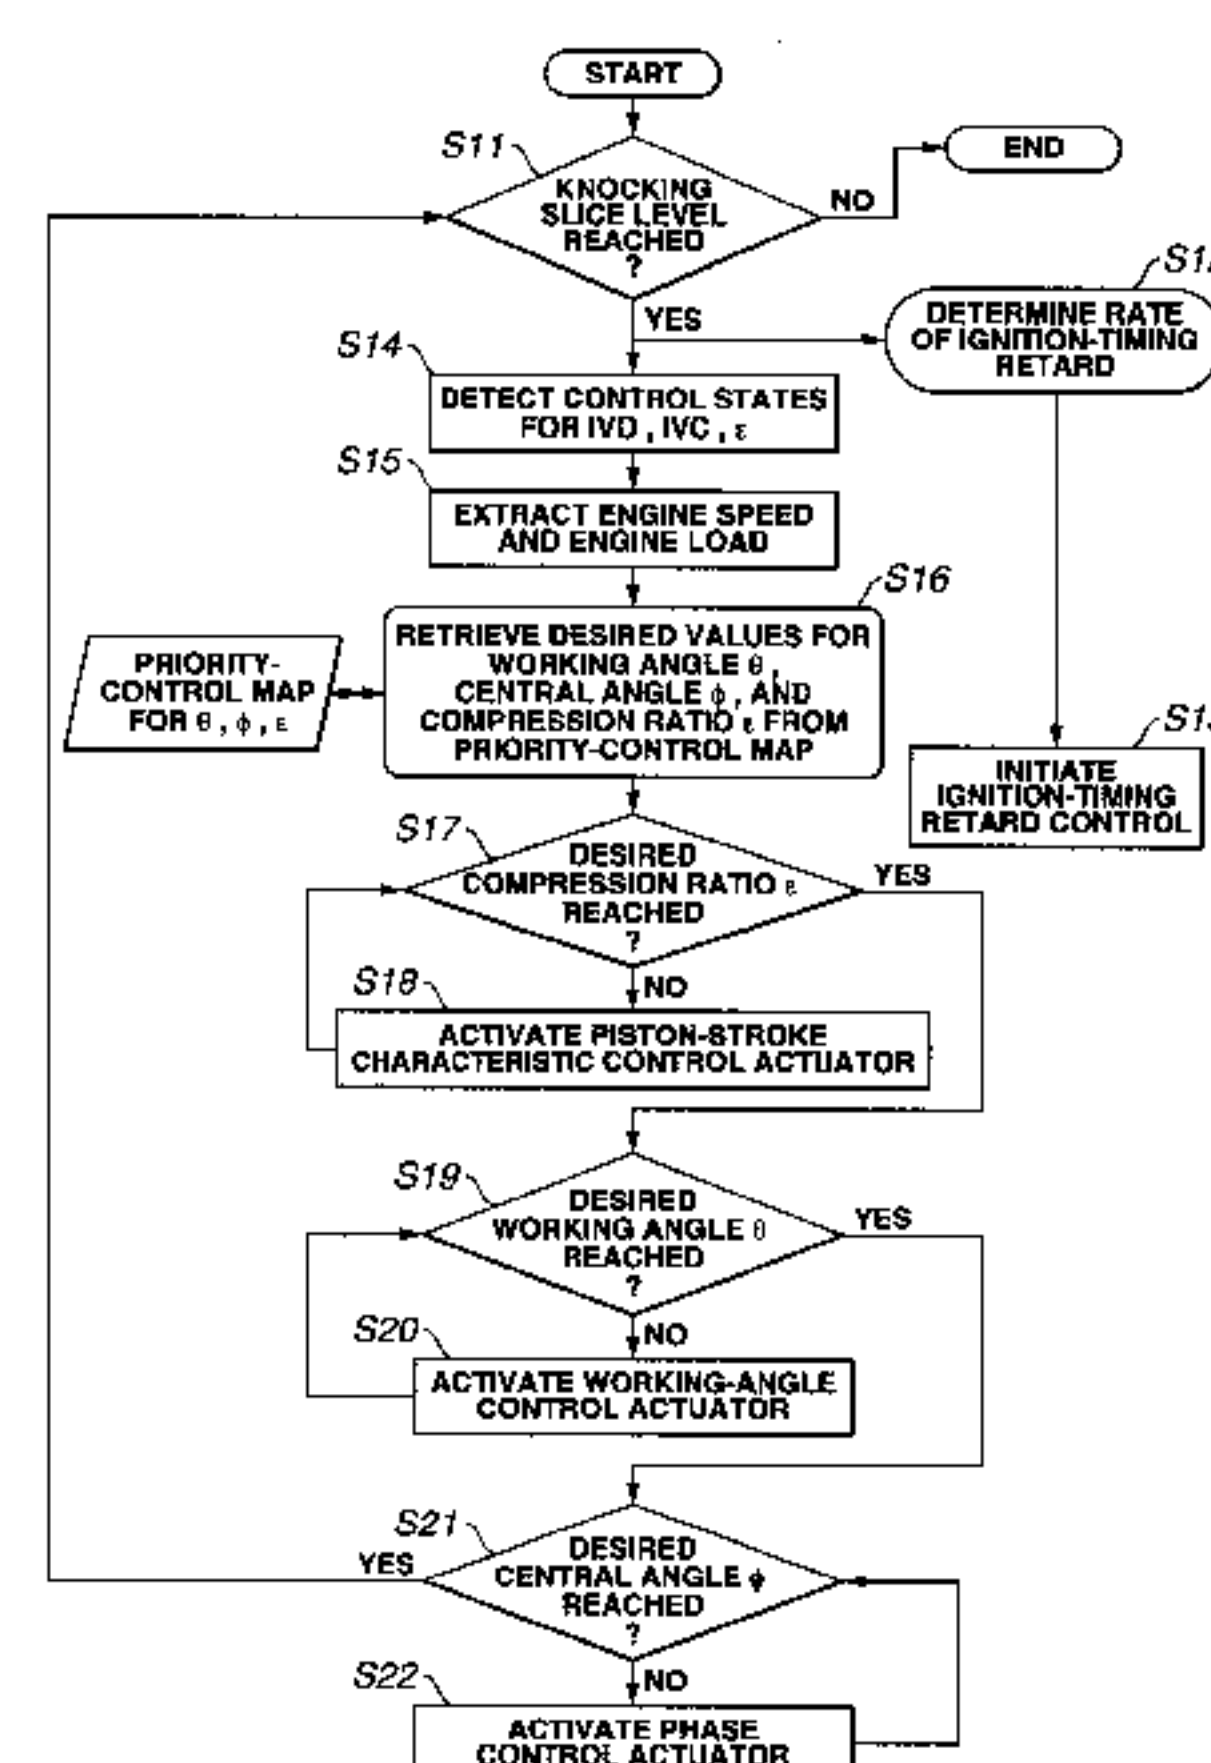 START
S11
KNOCKING
SLICE LEVEL
REACHED
?
NO
END
YES
DETERMINE RATE
OF IGNITION-TIMING
RETARD
S14
DETECT CONTROL STATES
FOR IVO , IVC , ε
S15
EXTRACT ENGINE SPEED
AND ENGINE LOAD
S16
RETRIEVE DESIRED VALUES FOR
WORKING ANGLE θ ,
CENTRAL ANGLE ϕ , AND
COMPRESSION RATIO ε FROM
PRIORITY-CONTROL MAP
PRIORITY-
CONTROL MAP
FOR θ , ϕ , ε
INITIATE
IGNITION-TIMING
RETARD CONTROL
S17
DESIRED
COMPRESSION RATIO ε
REACHED
?
YES
NO
S18
ACTIVATE PISTON-STROKE
CHARACTERISTIC CONTROL ACTUATOR
S19
DESIRED
WORKING ANGLE θ
REACHED
?
YES
NO
S20
ACTIVATE WORKING-ANGLE
CONTROL ACTUATOR
S21
DESIRED
CENTRAL ANGLE ϕ
REACHED
?
YES
NO
S22
ACTIVATE PHASE
CONTROL ACTUATOR